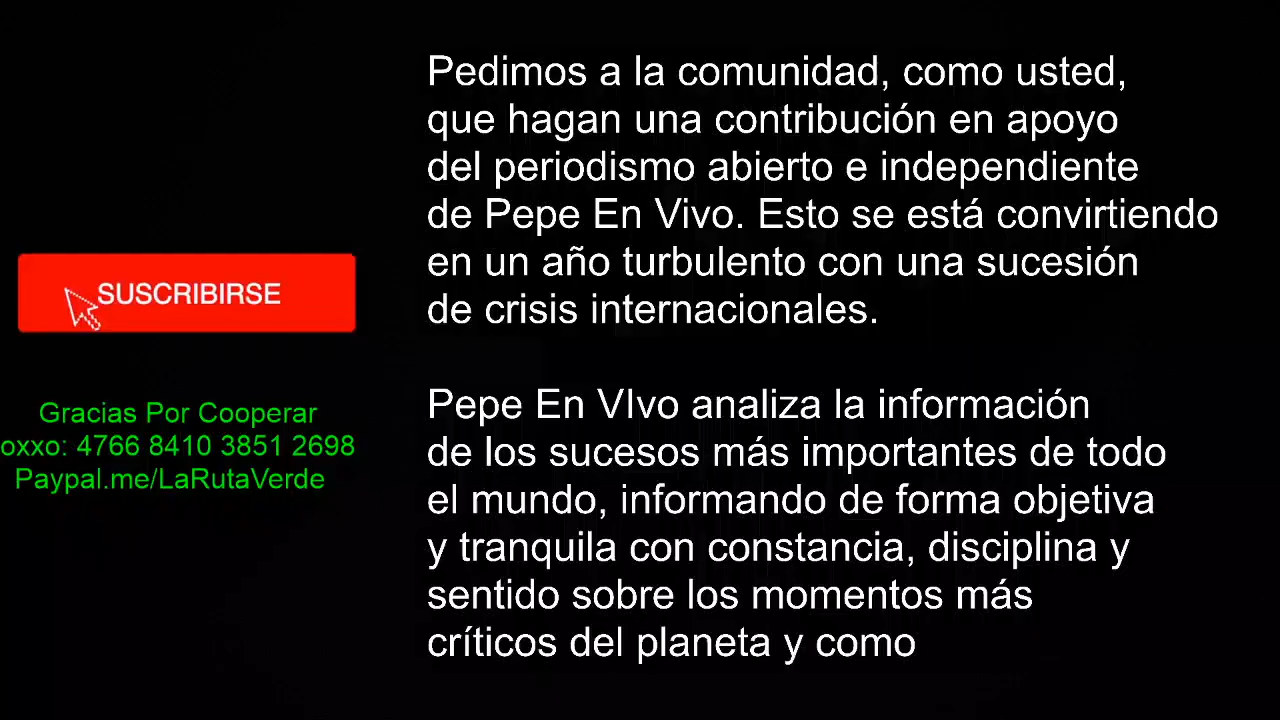 Pedimos a la comunidad, como usted,
que hagan una contribución en apoyo
del periodismo abierto e independiente
de Pepe En Vivo. Esto se está convirtiendo
en un año turbulento con una sucesión
de crisis internacionales.
Pepe En VIvo analiza la información
de los sucesos más importantes de todo
el mundo, informando de forma objetiva
y tranquila con constancia, disciplina y
sentido sobre los momentos más
críticos del planeta y como
SUSCRIBIRSE
Gracias Por Cooperar
oxxo: 4766 8410 3851 2698
Paypal.me/LaRutaVerde